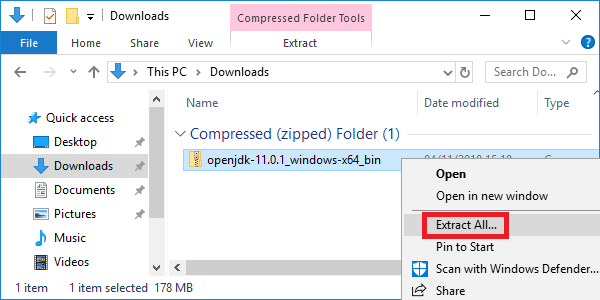 Downloads
Compressed Folder Tools
File
Home
Share
View
Extract
This PC
Downloads
Search Do...
Name
Date modified
Type
Quick access
Desktop
Downloads
Documents
Pictures
Music
Videos
Compressed (zipped) Folder (1)
openjdk-11.0.1_windows-x64_bin
Open
Open in new window
Extract All...
Pin to Start
Scan with Windows Defender...
Share
1 item
1 item selected 178 MB